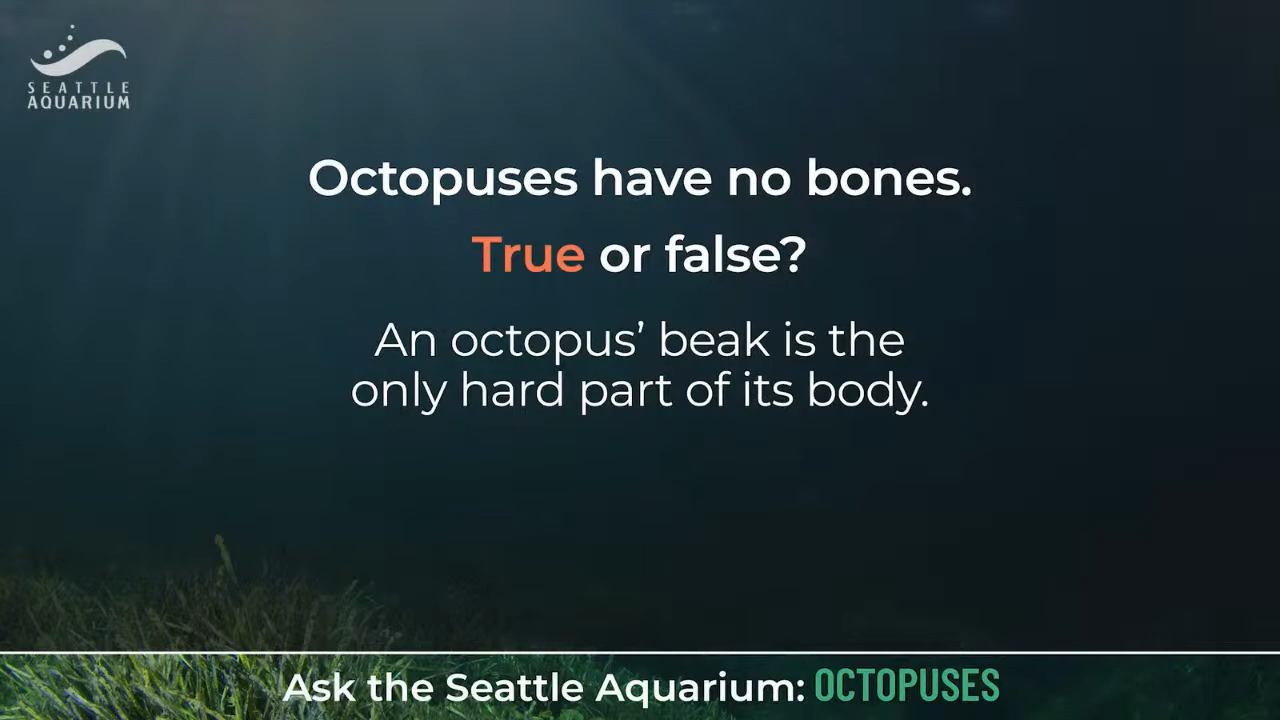 SEATTLE
AQUARIUM
Octopuses have no bones.
True or false?
An octopus’ beak is the
only hard part of its body.
Ask the Seattle Aquarium: OCTOPUSES